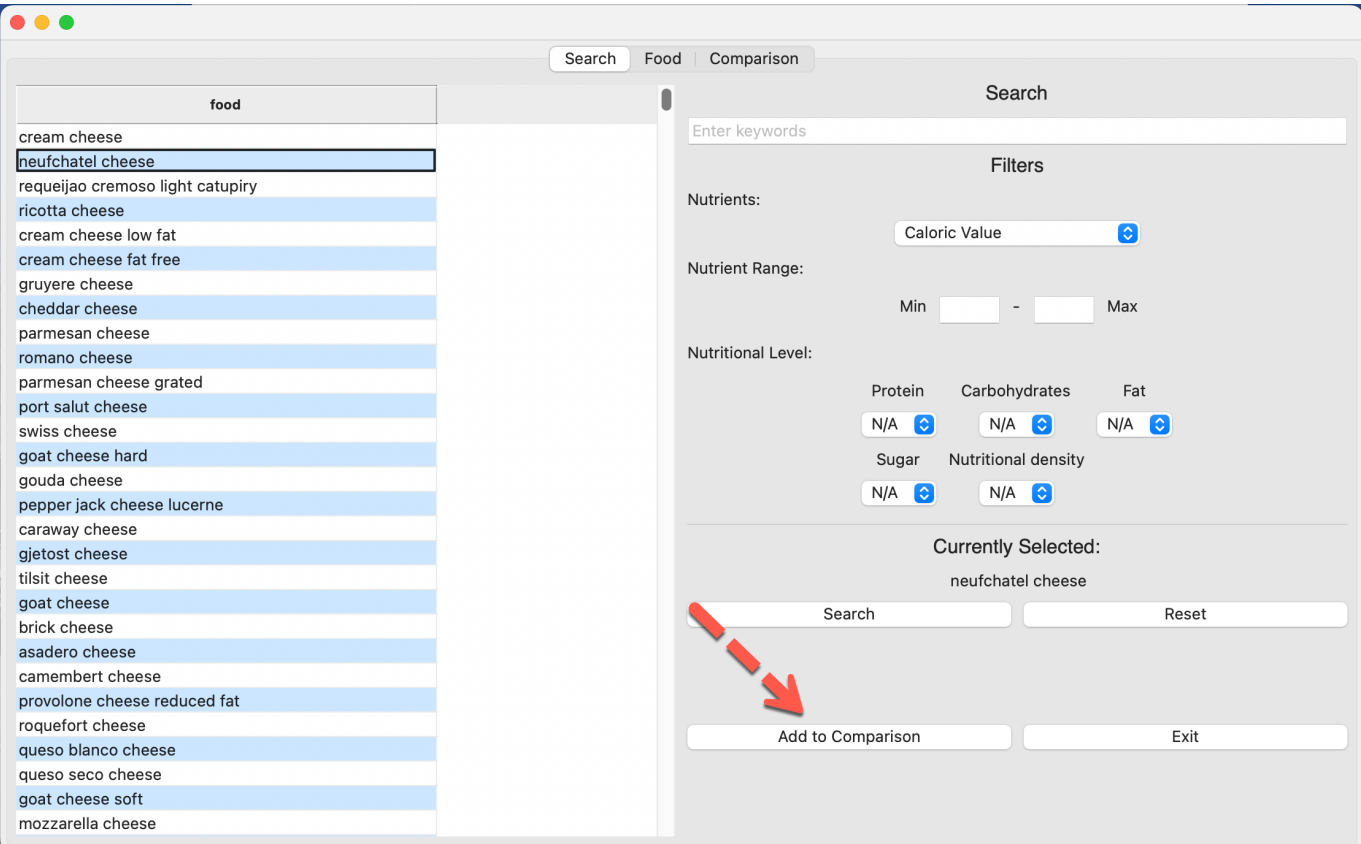 Search Food Comparison
food
cream cheese
neufchatel cheese
requeijao cremoso light catupiry
ricotta cheese
cream cheese low fat
cream cheese fat free
gruyere cheese
cheddar cheese
parmesan cheese
romano cheese
parmesan cheese grated
port salut cheese
swiss cheese
goat cheese hard
gouda cheese
pepper jack cheese lucerne
caraway cheese
gjetost cheese
tilsit cheese
goat cheese
brick cheese
asadero cheese
camembert cheese
provolone cheese reduced fat
roquefort cheese
queso blanco cheese
queso seco cheese
goat cheese soft
mozzarella cheese
Search
Enter keywords
Filters
Nutrients:
Caloric Value
Nutrient Range:
Min - Max
Nutritional Level:
Protein Carbohydrates Fat
N/A N/A N/A
Sugar Nutritional density
N/A N/A
Currently Selected:
neufchatel cheese
Search Reset
Add to Comparison Exit